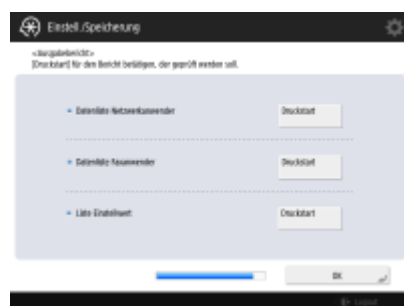 Einstell./Speicherung
<Ausgabebericht>
[Druckstart] für den Bericht betätigen, der geprüft werden soll.
Datenliste Netzwerkanwender
Druckstart
Datenliste Faxanwender
Druckstart
Liste Einstellwert
Druckstart
OK
Logout